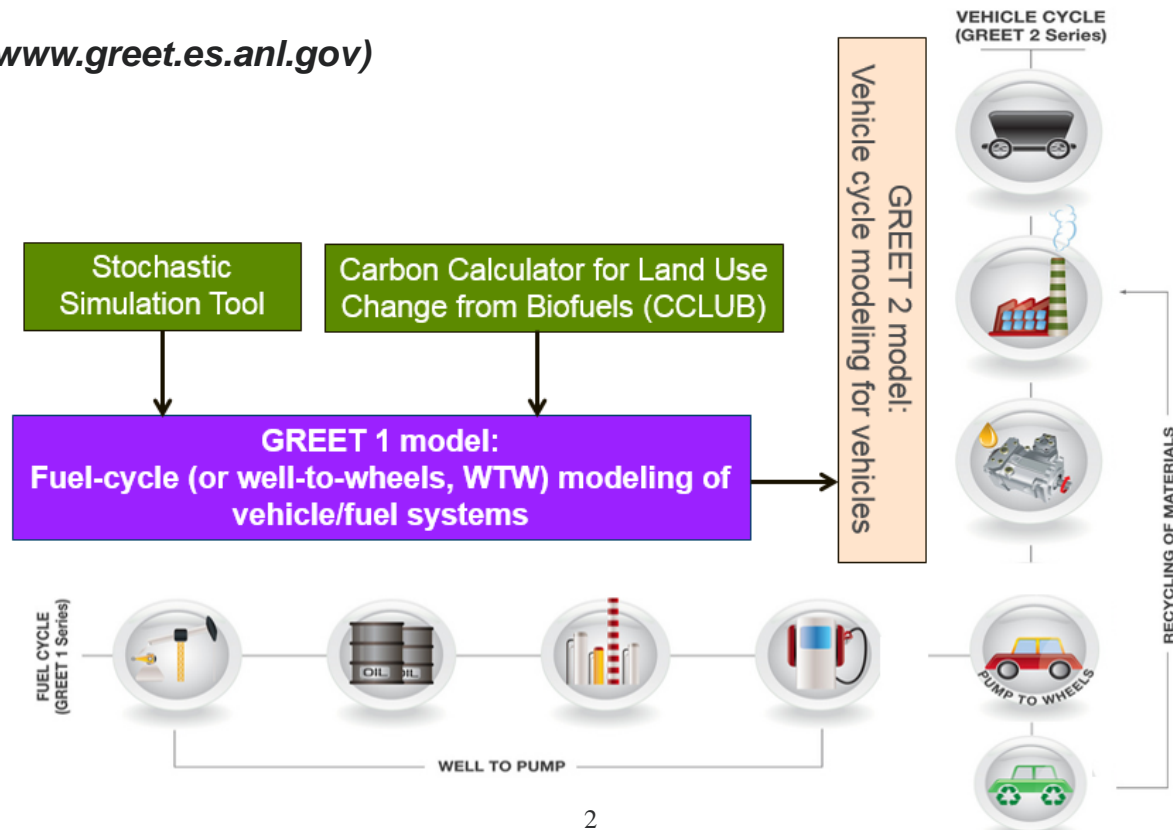 www.greet.es.anl.gov)
VEHICLE CYCLE
(GREET 2 Series)
GREET 2 model:
Vehicle cycle modeling for vehicles
Stochastic
Simulation Tool
Carbon Calculator for Land Use
Change from Biofuels (CCLUB)
GREET 1 model:
Fuel-cycle (or well-to-wheels, WTW) modeling of
vehicle/fuel systems
RECYCLING OF MATERIALS
FUEL CYCLE
(GREET 1 Series)
OIL
OIL
PUMP TO WHEELS
WELL TO PUMP
2